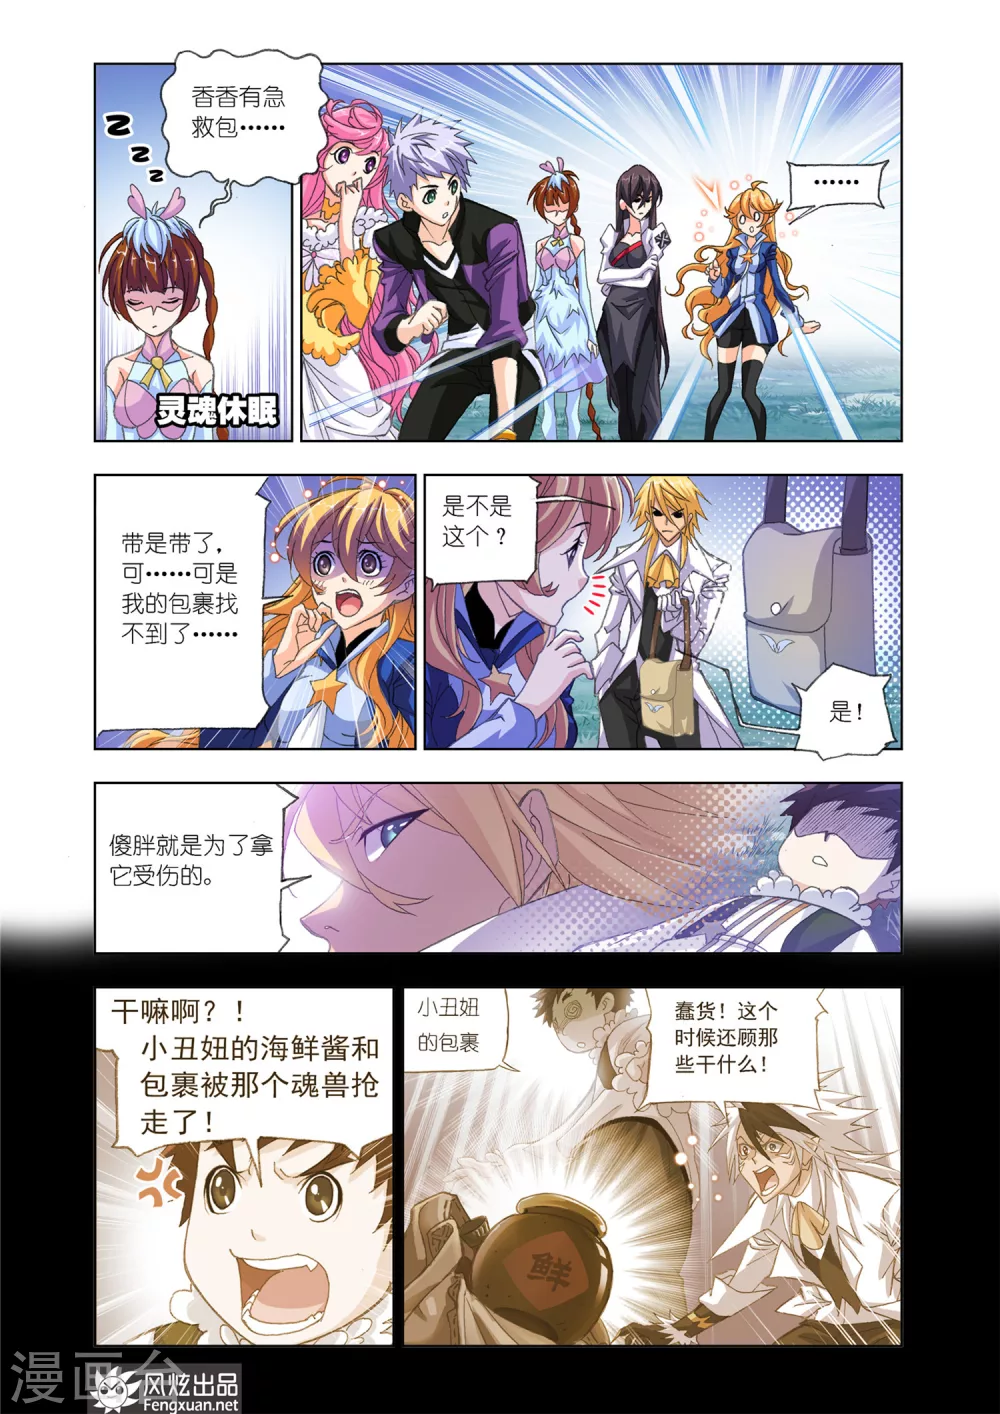 香香有急
救包……
z
z
z
灵魂休眠
……
带是带了，
可……可是
我的包裹找
不到了……
是不是
这个？
是！
傻胖就是为了拿
它受伤的。
干嘛啊？！
小丑妞的海鲜酱和
包裹被那个魂兽抢
走了！
小丑妞
的包裹
蠢货！这个
时候还顾那
些干什么！
鲜
漫画台
风炫出品
Fengxuan.net